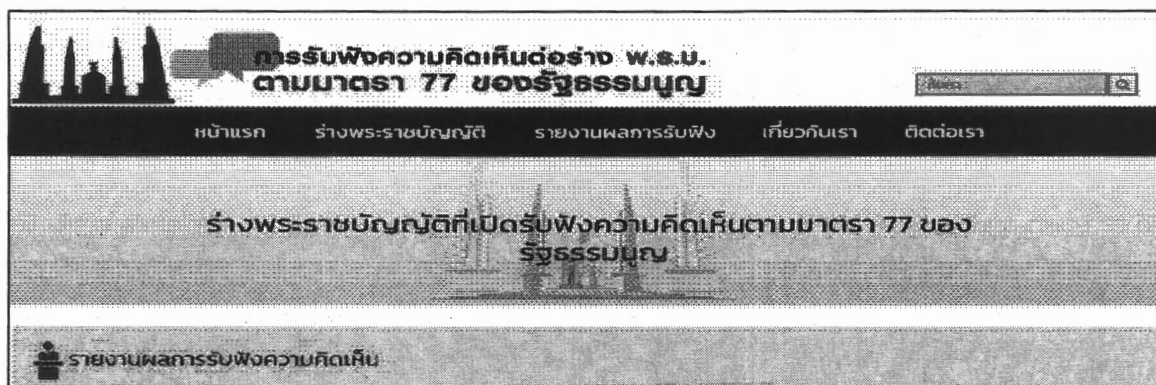 การรับฟังความคิดเห็นต่อร่าง พ.ร.บ.
ตามมาตรา 77 ของรัฐธรรมนูญ
ค้นหา
หน้าแรก ร่างพระราชบัญญัติ รายงานผลการรับฟัง เกี่ยวกับเรา ติดต่อเรา
ร่างพระราชบัญญัติที่เปิดรับฟังความคิดเห็นตามมาตรา 77 ของ
รัฐธรรมนูญ
รายงานผลการรับฟังความคิดเห็น